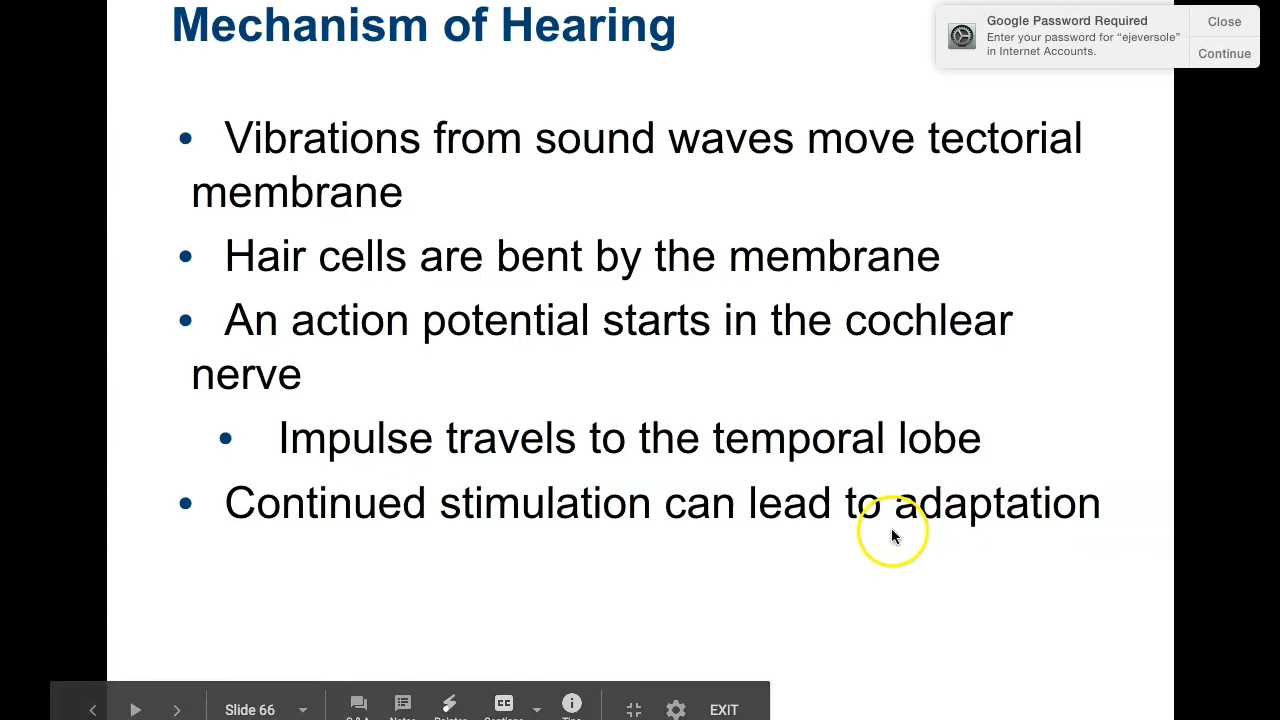 Mechanism of Hearing
Google Password Required
Enter your password for “ejeversole”
in Internet Accounts.
Close
Continue
• Vibrations from sound waves move tectorial
membrane
• Hair cells are bent by the membrane
• An action potential starts in the cochlear
nerve
• Impulse travels to the temporal lobe
• Continued stimulation can lead to adaptation
Slide 66
CC
EXIT